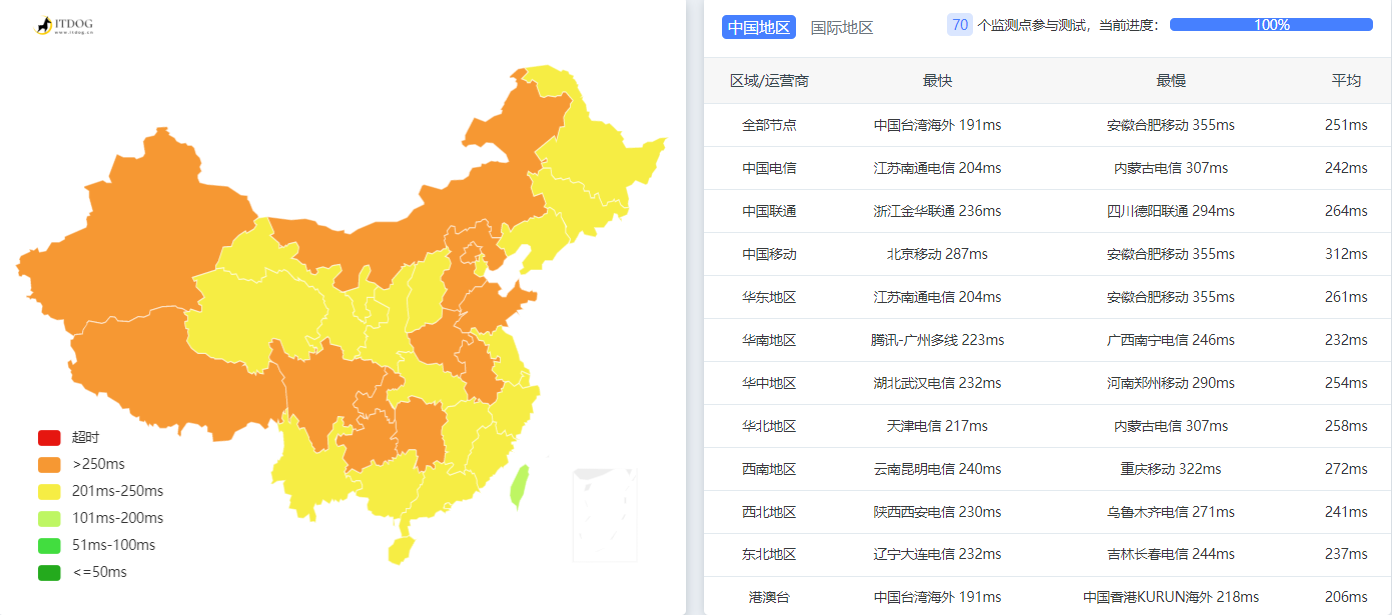 ITDOG
www.itdog.cn
超时
>250ms
201ms-250ms
101ms-200ms
51ms-100ms
<=50ms
中国地区 国际地区 70 个监测点参与测试，当前进度： 100%
区域/运营商 最快 最慢 平均
全部节点 中国台湾海外 191ms 安徽合肥移动 355ms 251ms
中国电信 江苏南通电信 204ms 内蒙古电信 307ms 242ms
中国联通 浙江金华联通 236ms 四川德阳联通 294ms 264ms
中国移动 北京移动 287ms 安徽合肥移动 355ms 312ms
华东地区 江苏南通电信 204ms 安徽合肥移动 355ms 261ms
华南地区 腾讯-广州多线 223ms 广西南宁电信 246ms 232ms
华中地区 湖北武汉电信 232ms 河南郑州移动 290ms 254ms
华北地区 天津电信 217ms 内蒙古电信 307ms 258ms
西南地区 云南昆明电信 240ms 重庆移动 322ms 272ms
西北地区 陕西西安电信 230ms 乌鲁木齐电信 271ms 241ms
东北地区 辽宁大连电信 232ms 吉林长春电信 244ms 237ms
港澳台 中国台湾海外 191ms 中国香港KURUN海外 218ms 206ms